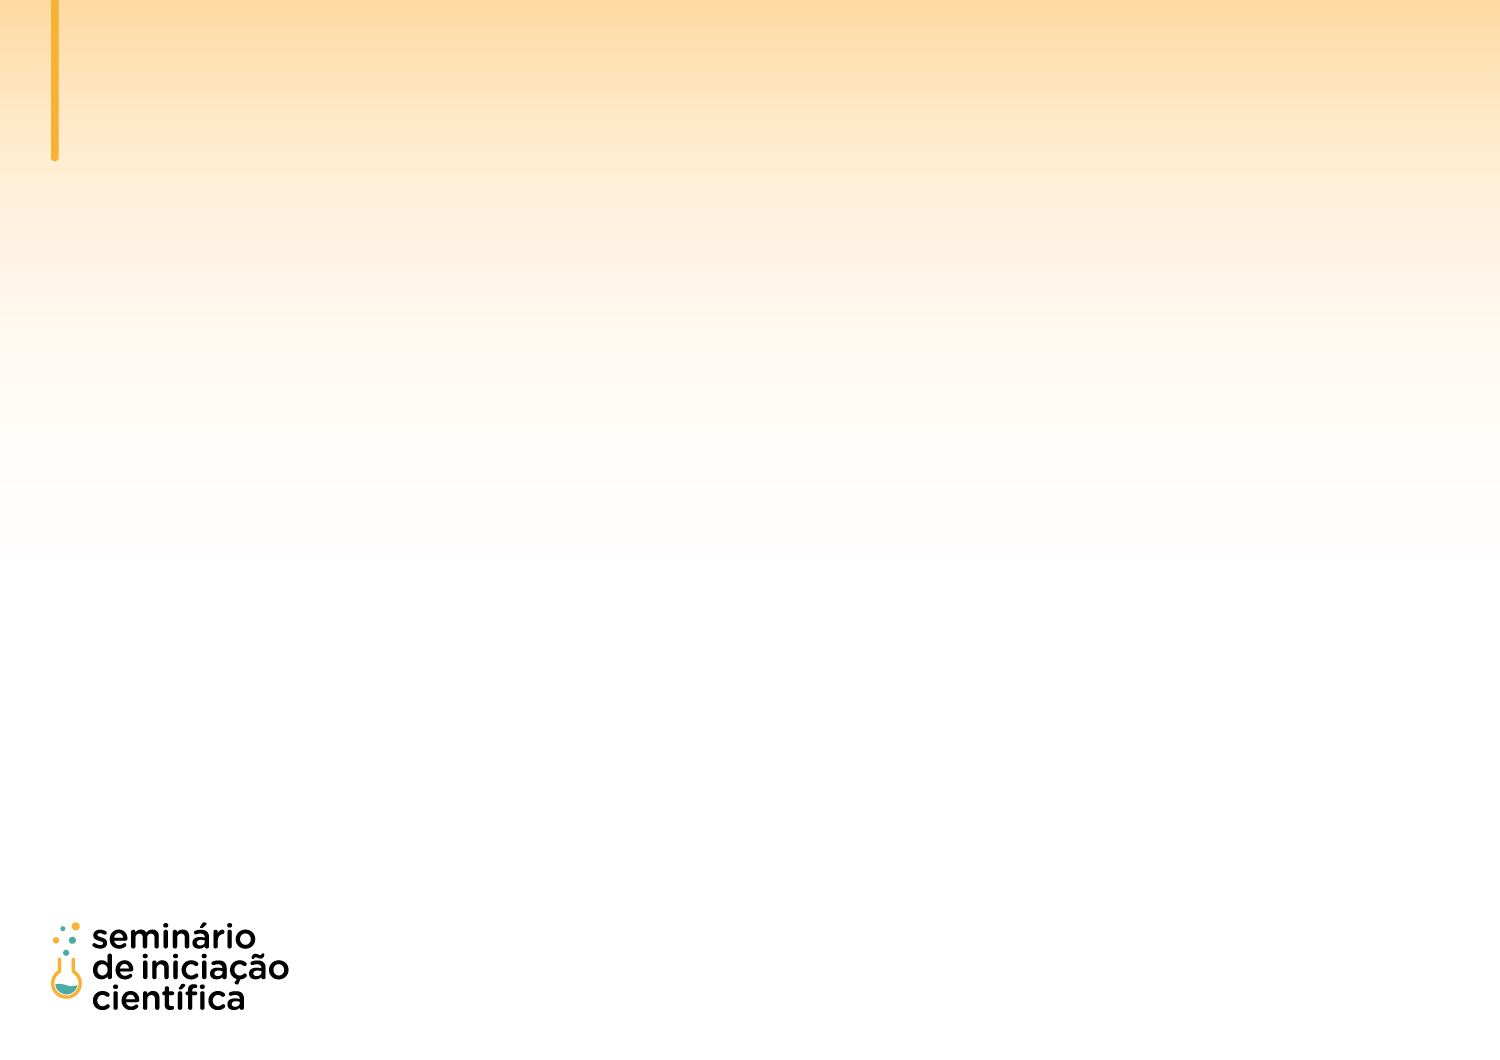 seminário
de iniciação
científica